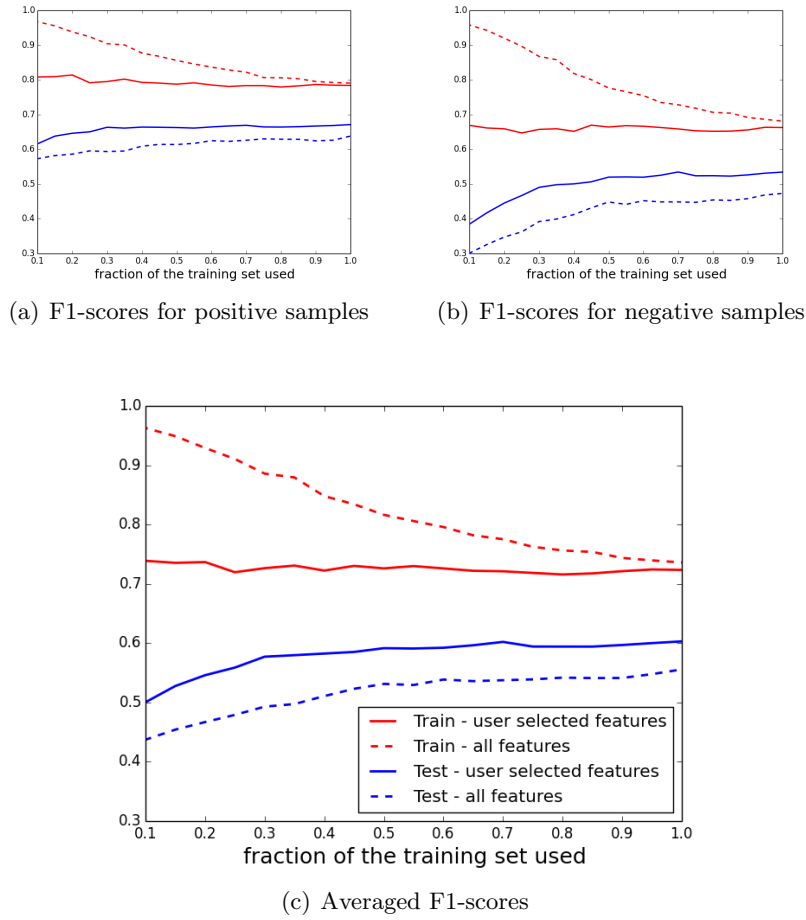 1.0
0.9
0.8
0.7
0.6
0.5
0.4
0.3
0.1 0.2 0.3 0.4 0.5 0.6 0.7 0.8 0.9 1.0
fraction of the training set used
(a) F1-scores for positive samples
1.0
0.9
0.8
0.7
0.6
0.5
0.4
0.3
0.1 0.2 0.3 0.4 0.5 0.6 0.7 0.8 0.9 1.0
fraction of the training set used
(b) F1-scores for negative samples
1.0
0.9
0.8
0.7
0.6
0.5
0.4
0.3
Train - user selected features
Train - all features
Test - user selected features
Test - all features
0.1 0.2 0.3 0.4 0.5 0.6 0.7 0.8 0.9 1.0
fraction of the training set used
(c) Averaged F1-scores